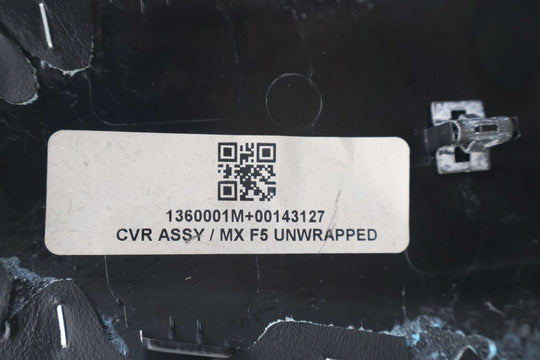 1360001M+00143127
CVR ASSY / MX F5 UNWRAPPED